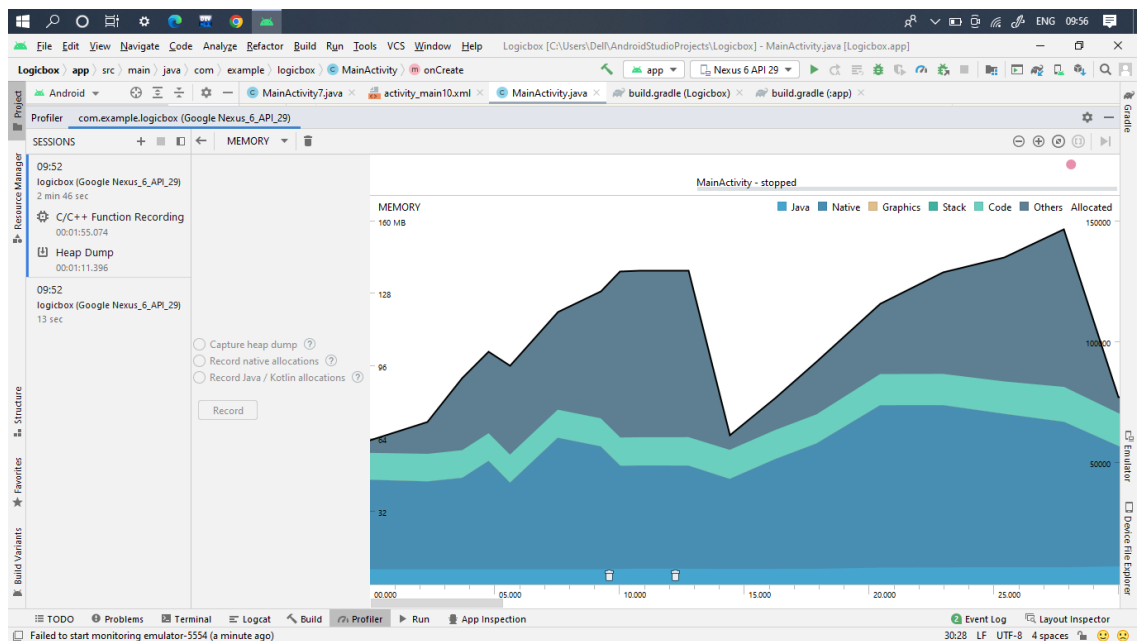 ENG 09:56
File Edit View Navigate Code Analyze Refactor Build Run Tools VCS Window Help Logicbox [C:\Users\Dell\AndroidStudioProjects\Logicbox] - MainActivity.java [Logicbox.app]
Logicbox app src main java com example logicbox MainActivity onCreate app Nexus 6 API 29
Android MainActivity7.java activity_main10.xml MainActivity.java build.gradle (Logicbox) build.gradle (:app)
Profiler com.example.logicbox (Google Nexus_6_API_29)
SESSIONS MEMORY
09:52
logicbox (Google Nexus_6_API_29)
2 min 46 sec
C/C++ Function Recording
00:01:55.074
Heap Dump
00:01:11.396
09:52
logicbox (Google Nexus_6_API_29)
13 sec
Capture heap dump
Record native allocations
Record Java / Kotlin allocations
Record
MainActivity - stopped
MEMORY Java Native Graphics Stack Code Others Allocated
160 MB 150000
128
100000
96
64
50000
32
00.000 05.000 10.000 15.000 20.000 25.000
Project
Resource Manager
Structure
Favorites
Build Variants
Gradle
Emulator
Device File Explorer
TODO Problems Terminal Logcat Build Profiler Run App Inspection 2 Event Log Layout Inspector
Failed to start monitoring emulator-5554 (a minute ago) 30:28 LF UTF-8 4 spaces